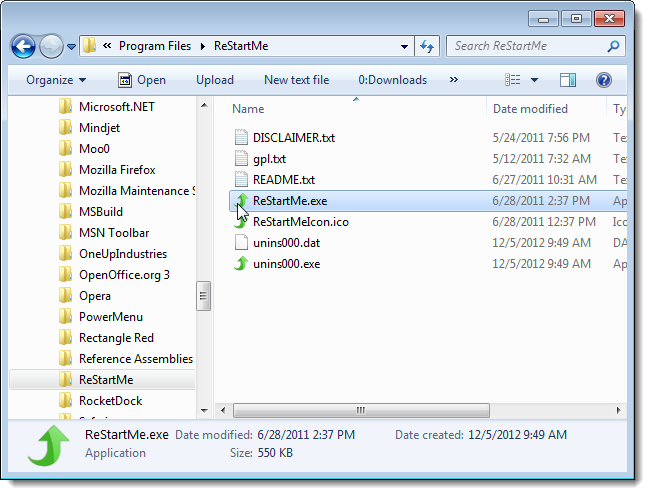 « Program Files ▸ ReStartMe
Search ReStartMe
Organize
Open
Upload
New text file
0:Downloads
»
Microsoft.NET
Mindjet
Moo0
Mozilla Firefox
Mozilla Maintenance S
MSBuild
MSN Toolbar
OneUpIndustries
OpenOffice.org 3
Opera
PowerMenu
Rectangle Red
Reference Assemblies
ReStartMe
RocketDock
Name Date modified Ty
DISCLAIMER.txt 5/24/2011 7:56 PM Te
gpl.txt 5/12/2011 7:32 AM Te
README.txt 6/27/2011 10:31 AM Te
ReStartMe.exe 6/28/2011 2:37 PM Ap
ReStartMeIcon.ico 6/28/2011 12:37 PM Ico
unins000.dat 12/5/2012 9:49 AM DA
unins000.exe 12/5/2012 9:49 AM Ap
ReStartMe.exe Date modified: 6/28/2011 2:37 PM Date created: 12/5/2012 9:49 AM
Application Size: 550 KB